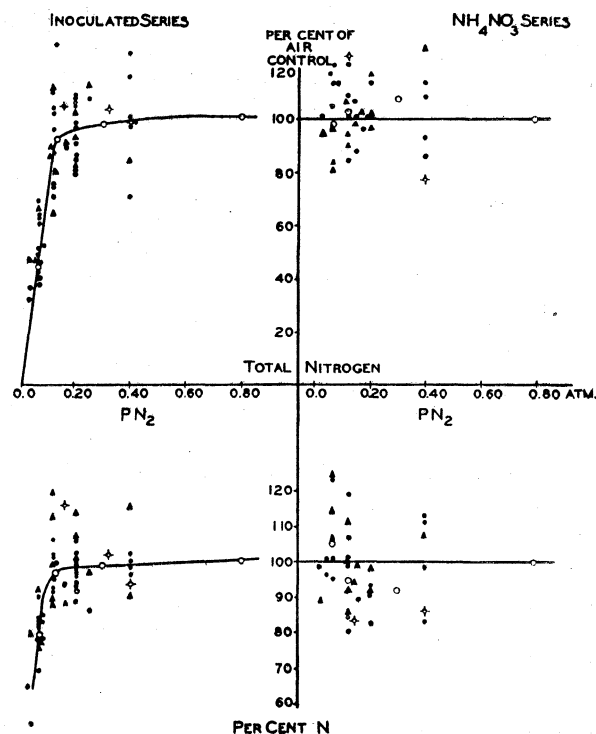 INOCULATED SERIES
PER CENT OF
AIR
CONTROL
NH4NO3 SERIES
120
100
80
60
40
20
TOTAL NITROGEN
0.0 0.20 0.40 0.60 0.80
0.0 0.20 0.40 0.60 0.80 ATM.
PN2
PN2
120
110
100
90
80
70
60
PER CENT N